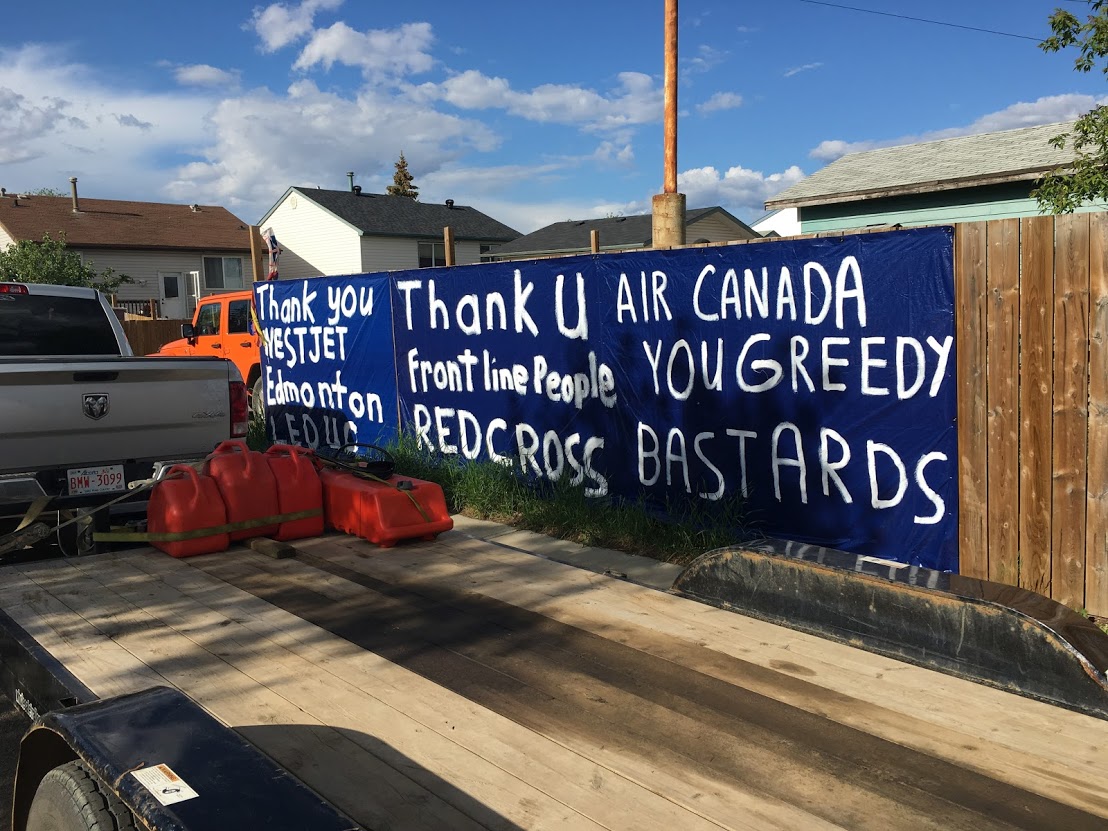 Thank you
WESTJET
Edmonton
LEDUC
Thank U
Front line People
REDCROSS
AIR CANADA
YOU GREEDY
BASTARDS
BMW-3099